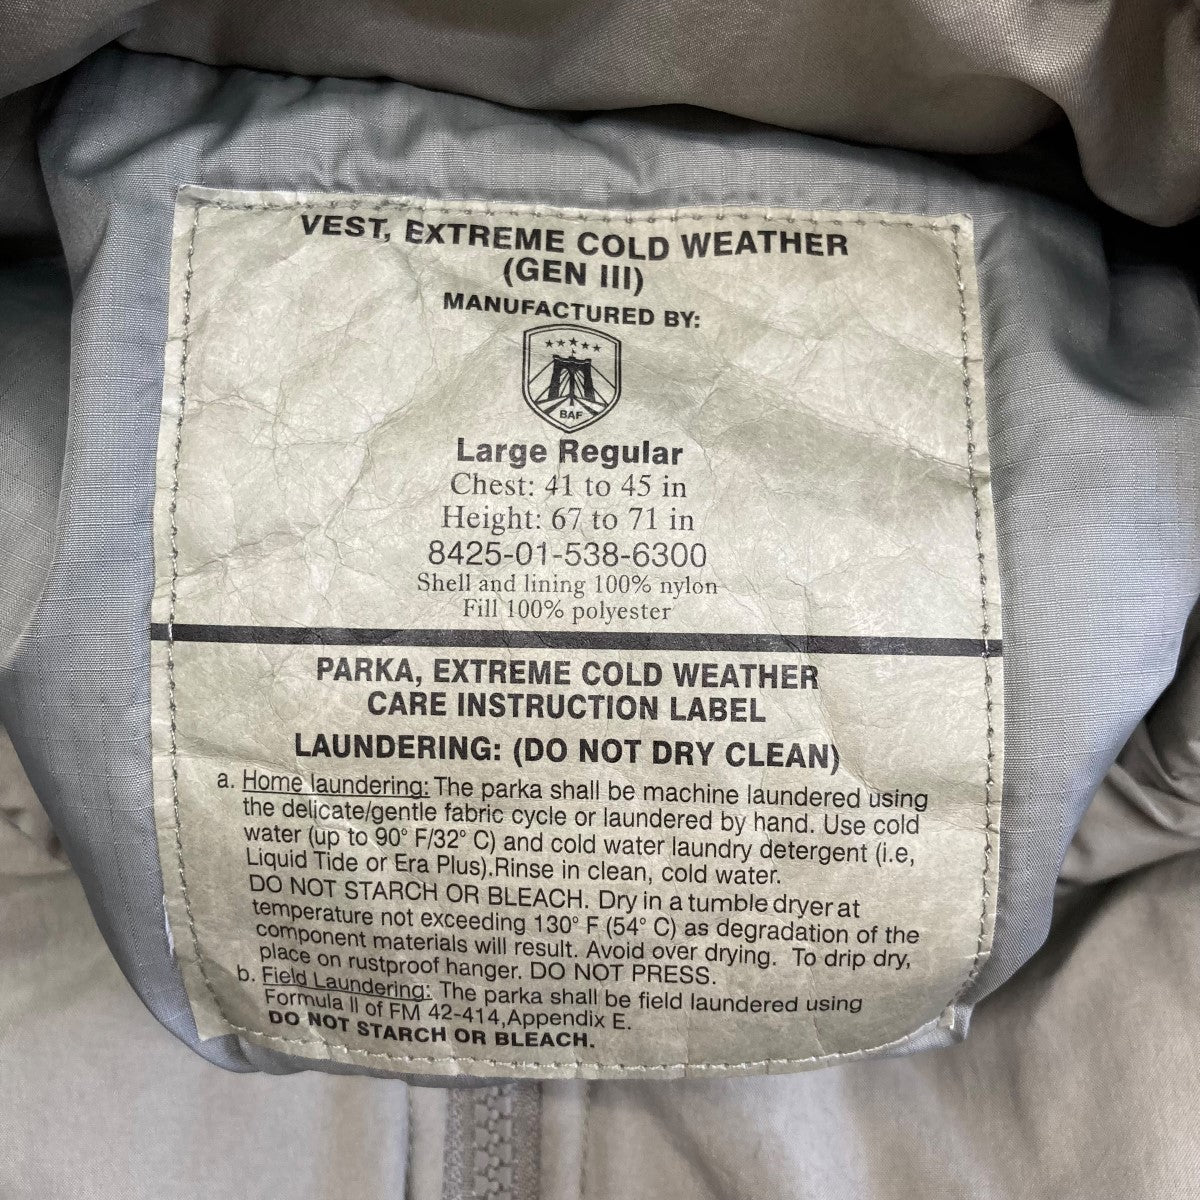 VEST, EXTREME COLD WEATHER
(GEN III)
MANUFACTURED BY:
BAF
Large Regular
Chest: 41 to 45 in
Height: 67 to 71 in
8425-01-538-6300
Shell and lining 100% nylon
Fill 100% polyester
PARKA, EXTREME COLD WEATHER
CARE INSTRUCTION LABEL
LAUNDERING: (DO NOT DRY CLEAN)
a. Home laundering: The parka shall be machine laundered using
the delicate/gentle fabric cycle or laundered by hand. Use cold
water (up to 90° F/32° C) and cold water laundry detergent (i.e,
Liquid Tide or Era Plus).Rinse in clean, cold water.
DO NOT STARCH OR BLEACH. Dry in a tumble dryer at
temperature not exceeding 130° F (54° C) as degradation of the
component materials will result. Avoid over drying. To drip dry,
place on rustproof hanger. DO NOT PRESS.
b. Field Laundering: The parka shall be field laundered using
Formula II of FM 42-414,Appendix E.
DO NOT STARCH OR BLEACH.